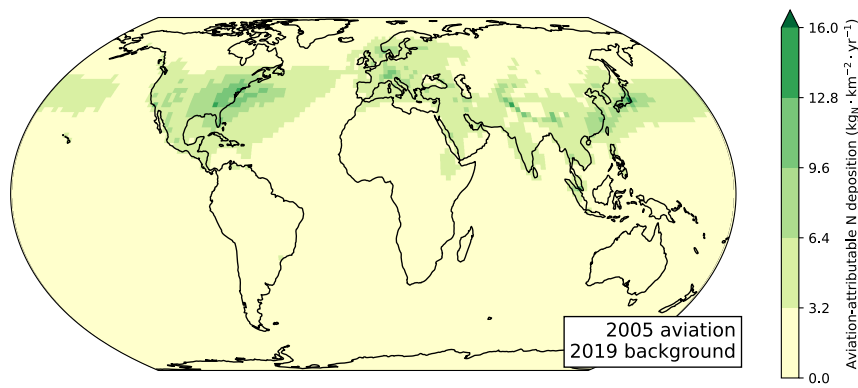 2005 aviation
2019 background
16.0
12.8
9.6
6.4
3.2
0.0
Aviation-attributable N deposition (kg_N · km⁻² · yr⁻¹)